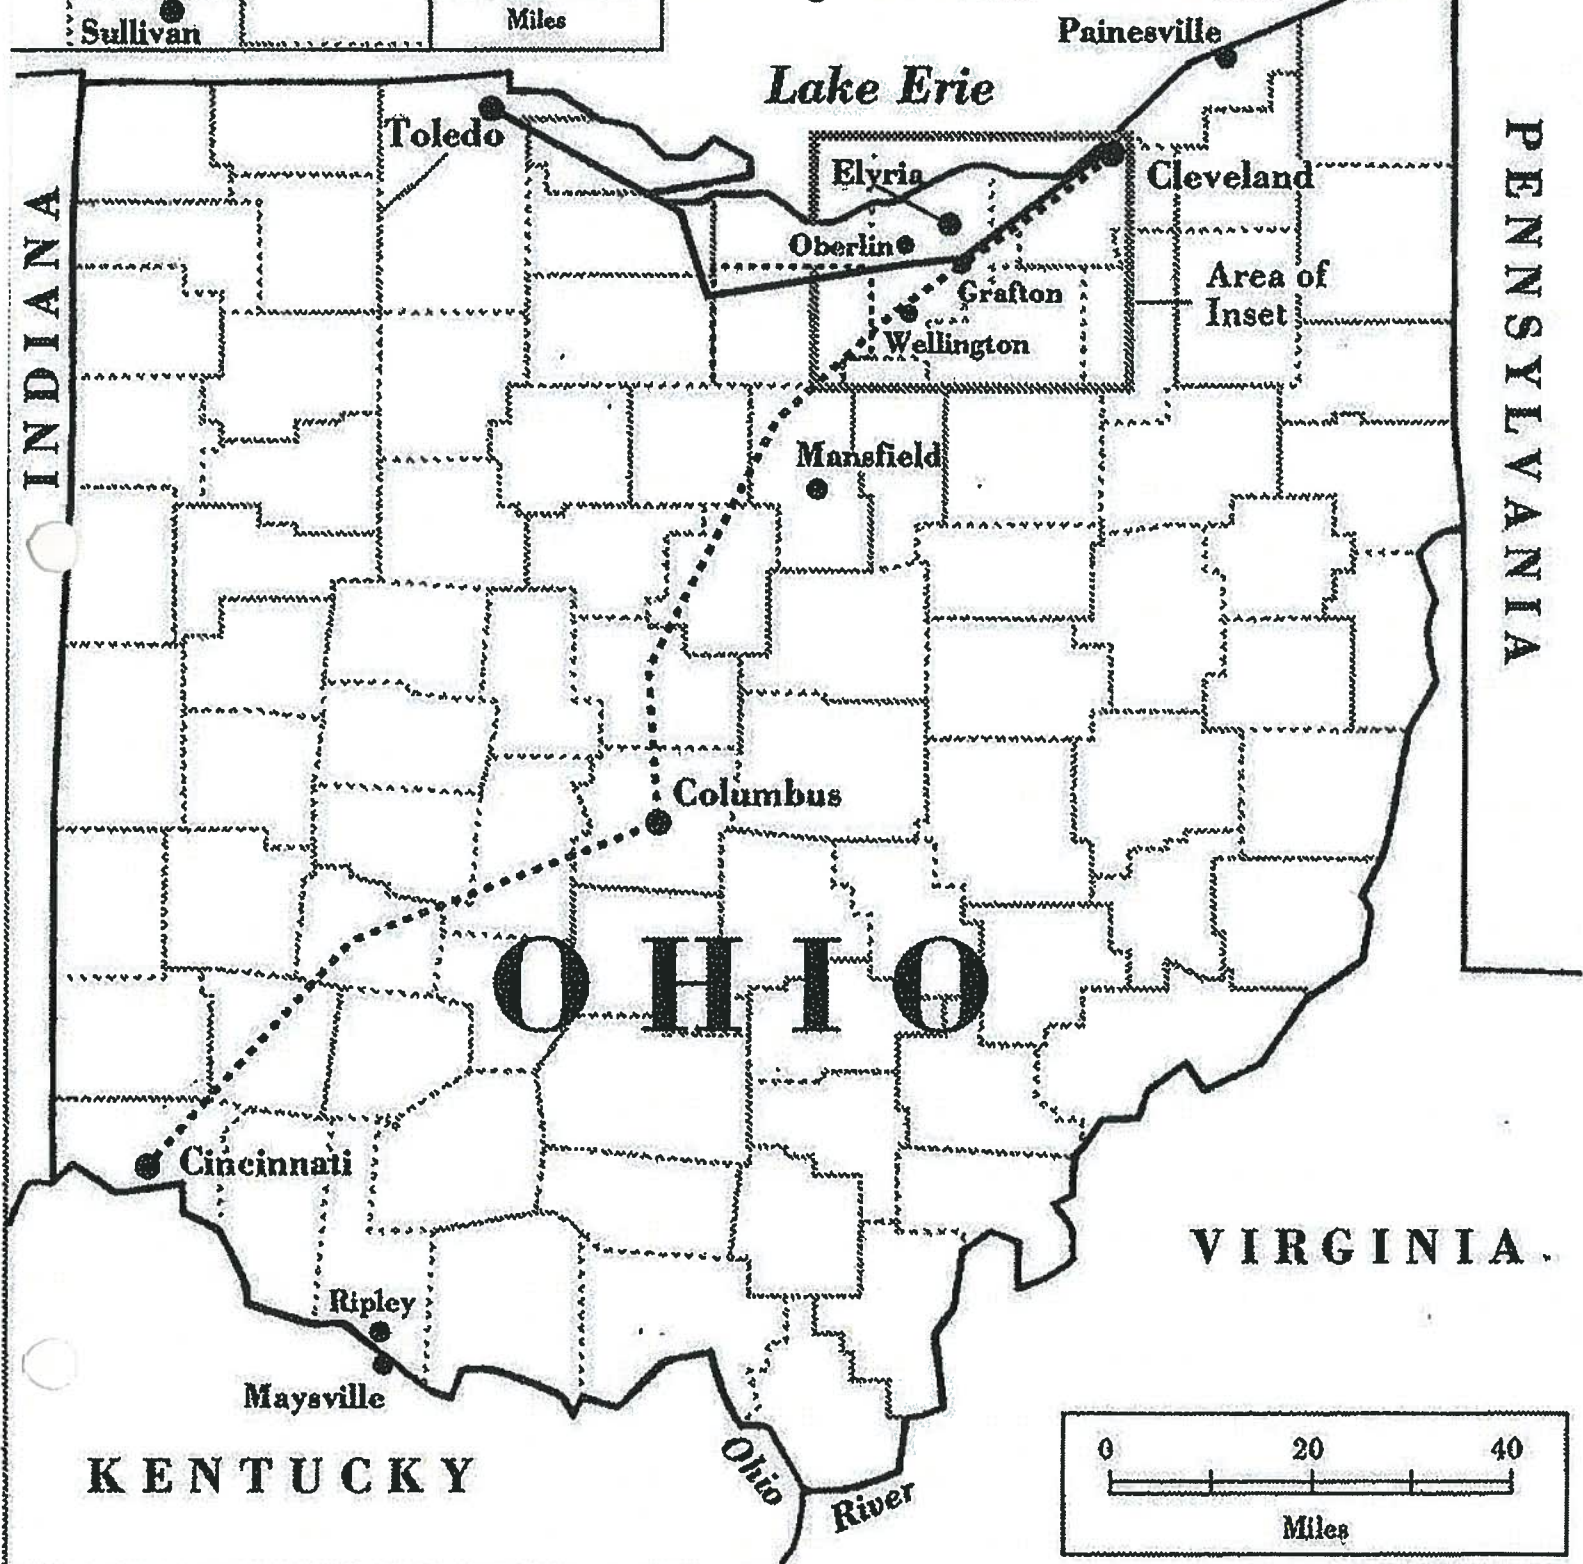 Sullivan
Miles
Painesville
Lake Erie
Toledo
Elyria
Cleveland
Oberlin
Grafton
Area of
Inset
Wellington
INDIANA
PENNSYLVANIA
Mansfield
Columbus
OHIO
Cincinnati
VIRGINIA
Ripley
Maysville
KENTUCKY
Ohio
River
0 20 40
Miles